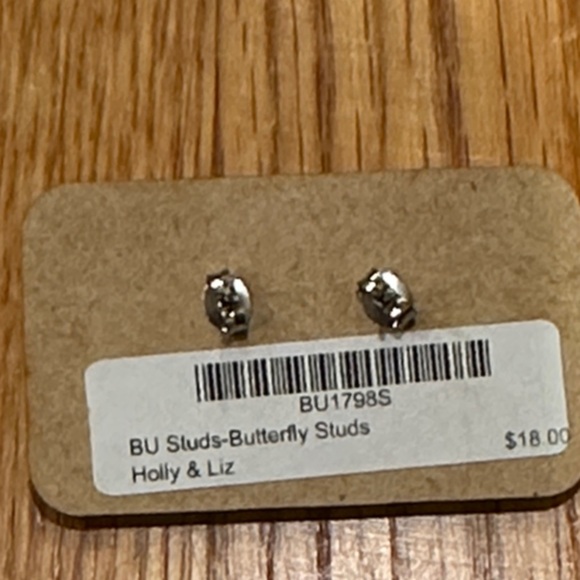 BU1798S
BU Studs-Butterfly Studs
$18.00
Holly & Liz